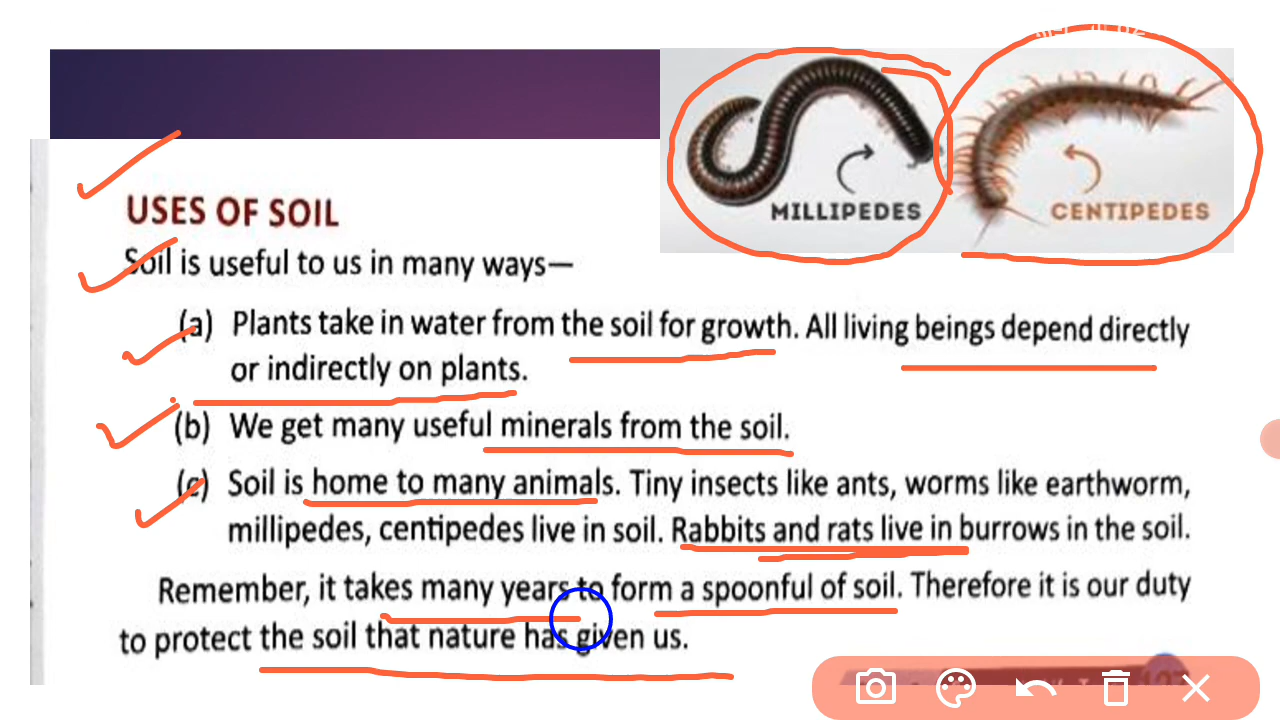 MILLIPEDES
CENTIPEDES
USES OF SOIL
Soil is useful to us in many ways—
(a) Plants take in water from the soil for growth. All living beings depend directly
or indirectly on plants.
(b) We get many useful minerals from the soil.
(c) Soil is home to many animals. Tiny insects like ants, worms like earthworm,
millipedes, centipedes live in soil. Rabbits and rats live in burrows in the soil.
Remember, it takes many years to form a spoonful of soil. Therefore it is our duty
to protect the soil that nature has given us.